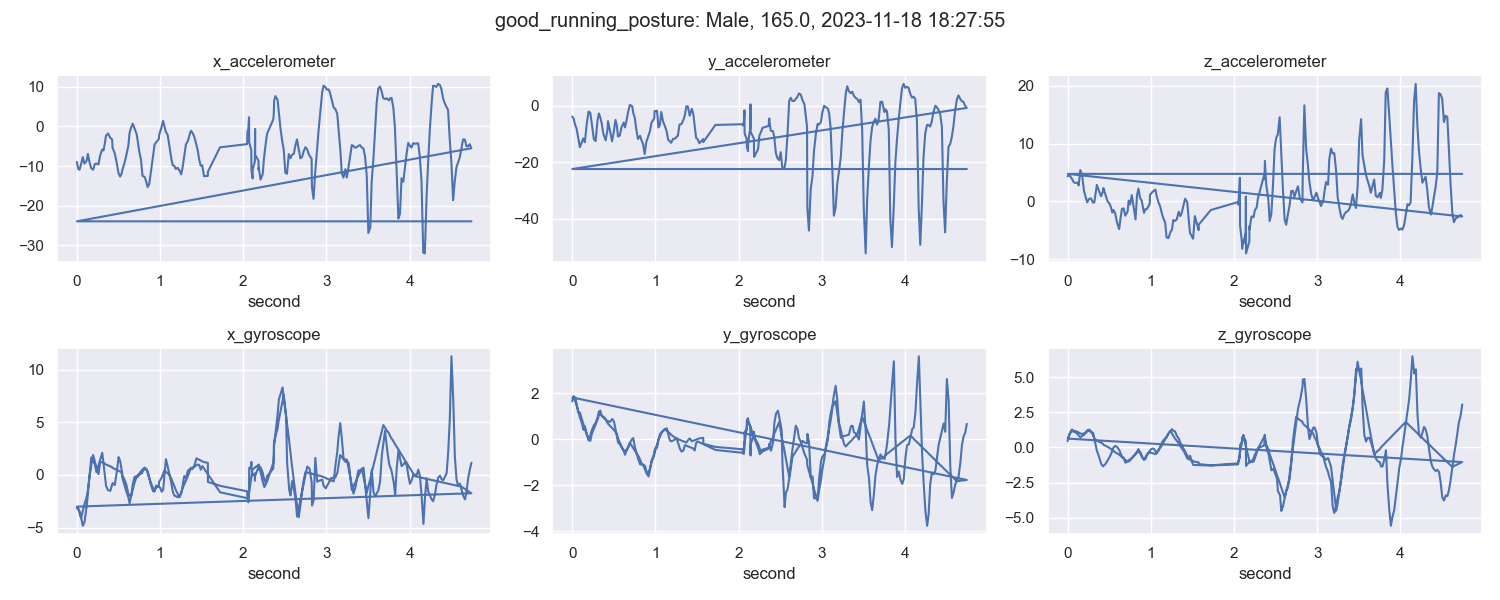 good_running_posture: Male, 165.0, 2023-11-18 18:27:55
x_accelerometer
y_accelerometer
z_accelerometer
10
0
−10
−20
−30
0 1 2 3 4
second
0
−20
−40
0 1 2 3 4
second
20
10
0
−10
0 1 2 3 4
second
x_gyroscope
y_gyroscope
z_gyroscope
10
5
0
−5
0 1 2 3 4
second
2
0
−2
−4
0 1 2 3 4
second
5.0
2.5
0.0
−2.5
−5.0
0 1 2 3 4
second